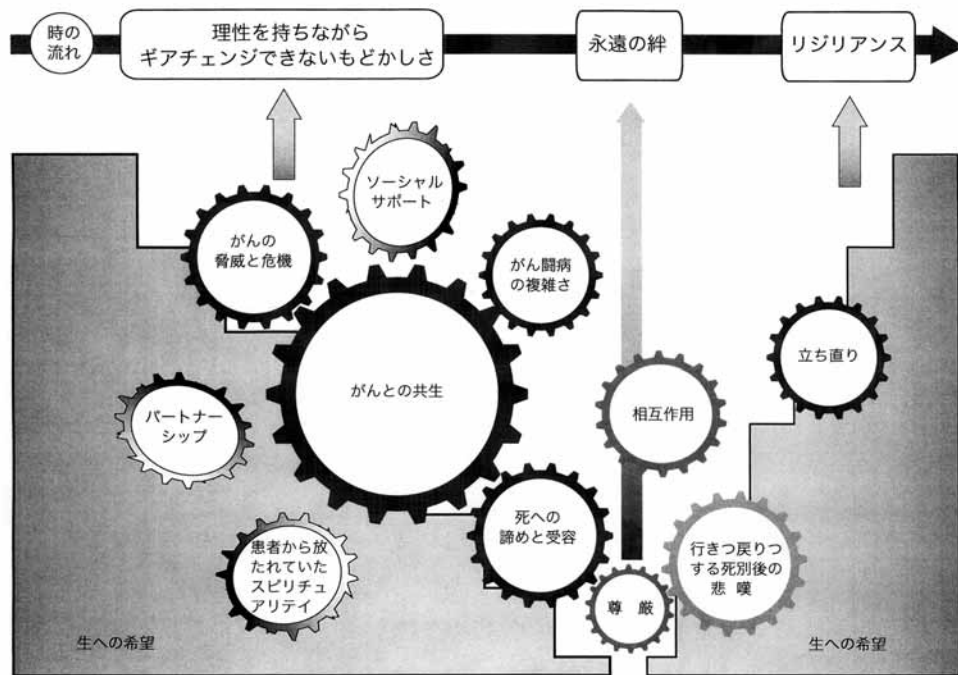 時の
流れ
理性を持ちながら
ギアチェンジできないもどかしさ
永遠の絆
リジリアンス
ソーシャル
サポート
がんの
脅威と危機
がん闘病
の複雑さ
がんとの共生
立ち直り
パートナー
シップ
相互作用
死への
諦めと受容
患者から放
たれていた
スピリチュ
アリテイ
行きつ戻りつ
する死別後の
悲 嘆
尊 厳
生への希望
生への希望